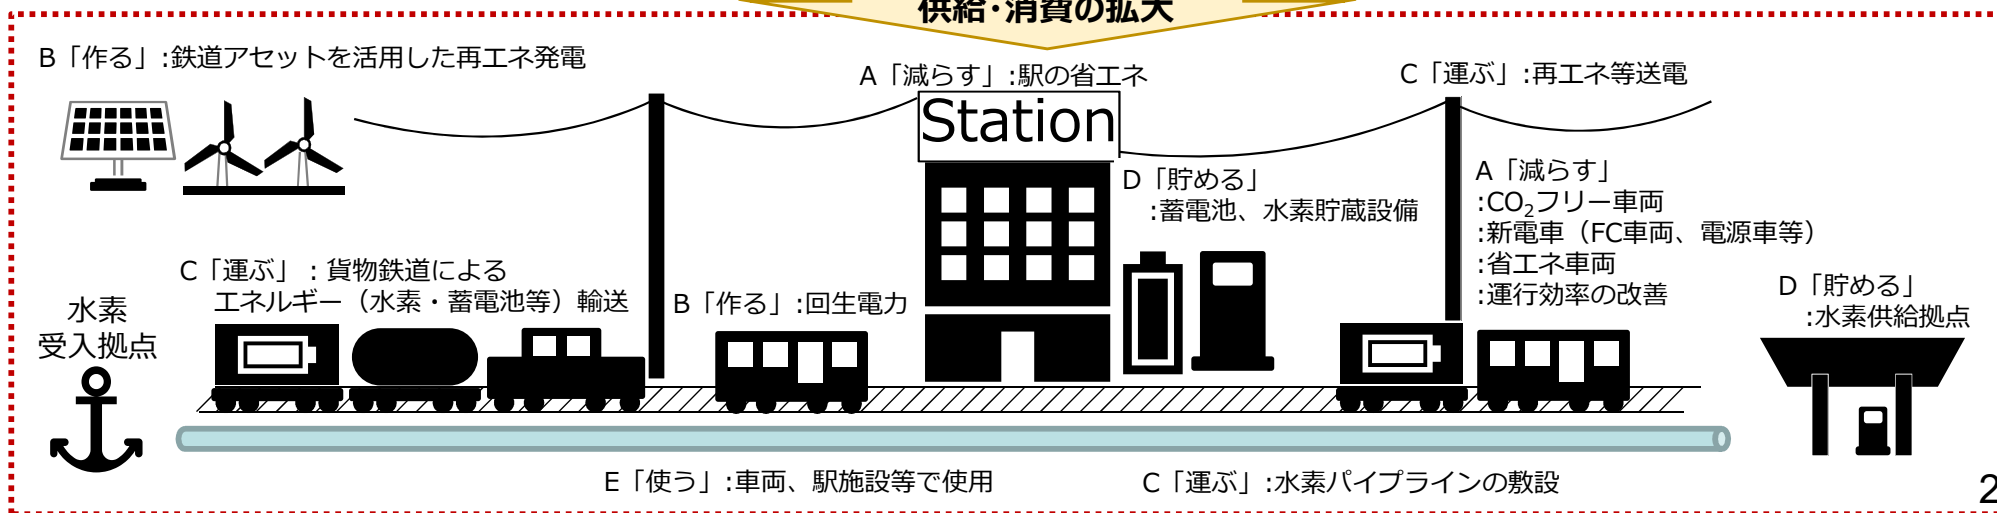 供給･消費の拡大
B「作る」:鉄道アセットを活用した再エネ発電
A「減らす」:駅の省エネ
C「運ぶ」:再エネ等送電
Station
D「貯める」
:蓄電池、水素貯蔵設備
A「減らす」
:CO₂フリー車両
:新電車（FC車両、電源車等）
:省エネ車両
:運行効率の改善
C「運ぶ」：貨物鉄道による
エネルギー（水素・蓄電池等）輸送
B「作る」:回生電力
水素
受入拠点
D「貯める」
:水素供給拠点
E「使う」:車両、駅施設等で使用
C「運ぶ」:水素パイプラインの敷設
2